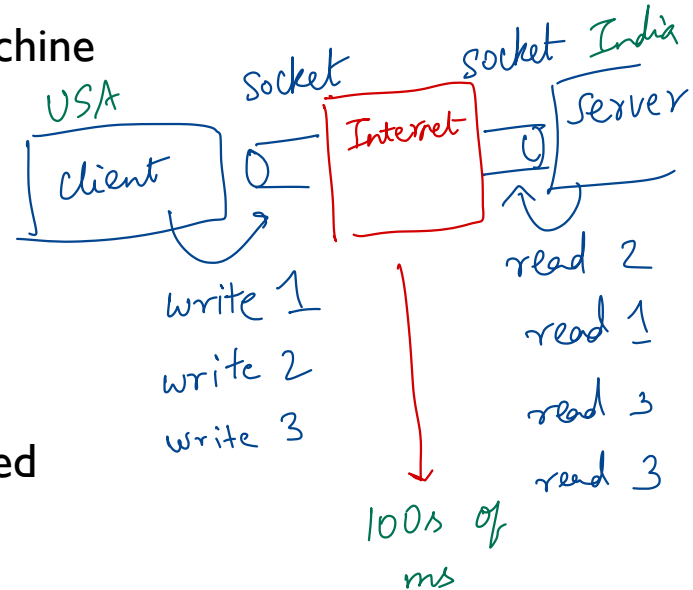 chine
USA
socket
socket
India
client
Internet
server
write 1
write 2
write 3
read 2
read 1
read 3
read 3
ed
100s of
ms